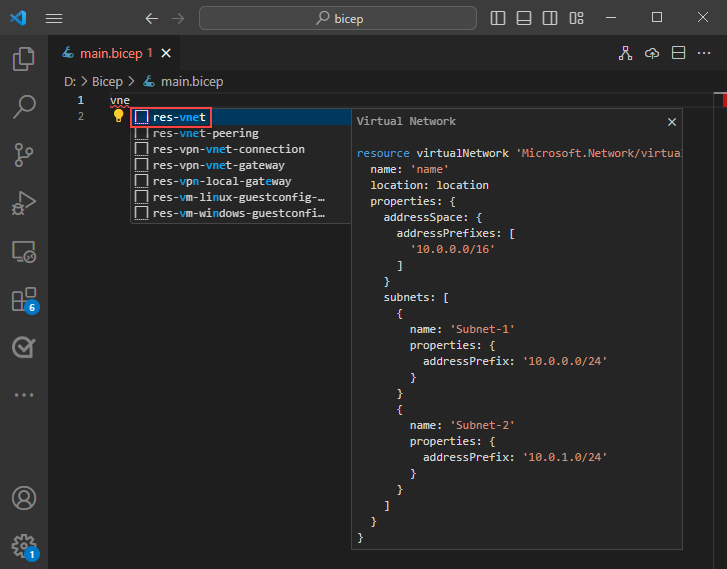 bicep
main.bicep 1
D: > Bicep > main.bicep
1 vne
2
res-vnet
res-vnet-peering
res-vpn-vnet-connection
res-vpn-vnet-gateway
res-vpn-local-gateway
res-vm-linux-guestconfig-…
res-vm-windows-guestconfi…
Virtual Network
resource virtualNetwork 'Microsoft.Network/virtua
name: 'name'
location: location
properties: {
addressSpace: {
addressPrefixes: [
'10.0.0.0/16'
]
}
subnets: [
{
name: 'Subnet-1'
properties: {
addressPrefix: '10.0.0.0/24'
}
}
{
name: 'Subnet-2'
properties: {
addressPrefix: '10.0.1.0/24'
}
}
]
}
}
6
1